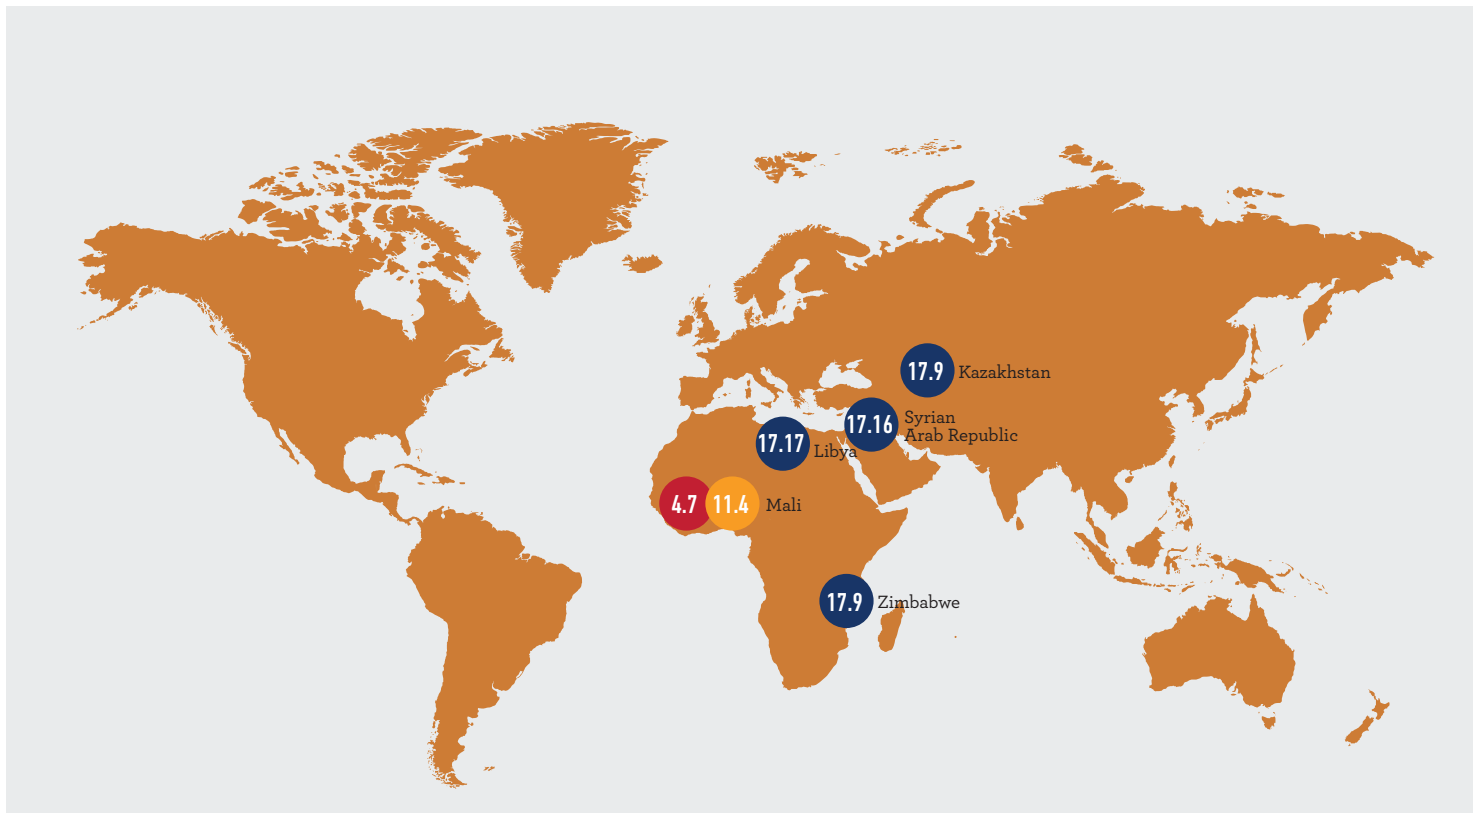 17.9 Kazakhstan
17.16 Syrian
Arab Republic
17.17 Libya
4.7 11.4 Mali
17.9 Zimbabwe